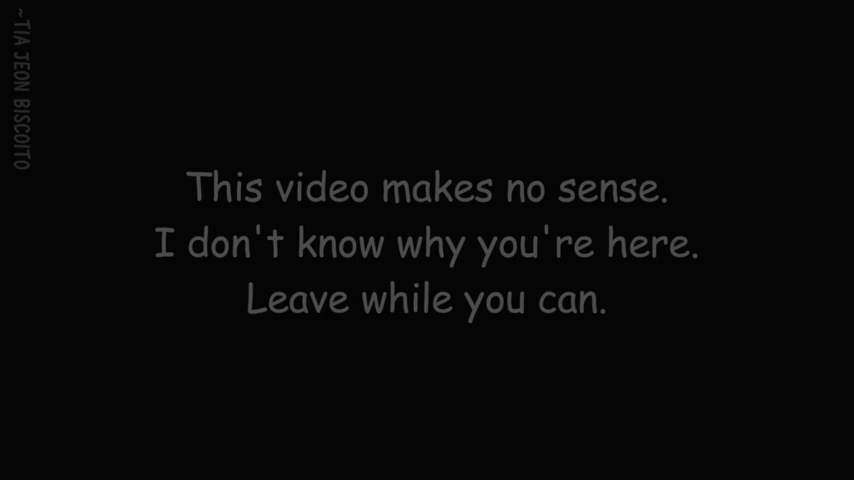 ~TIA JEON BISCOITO
This video makes no sense.
I don't know why you're here.
Leave while you can.